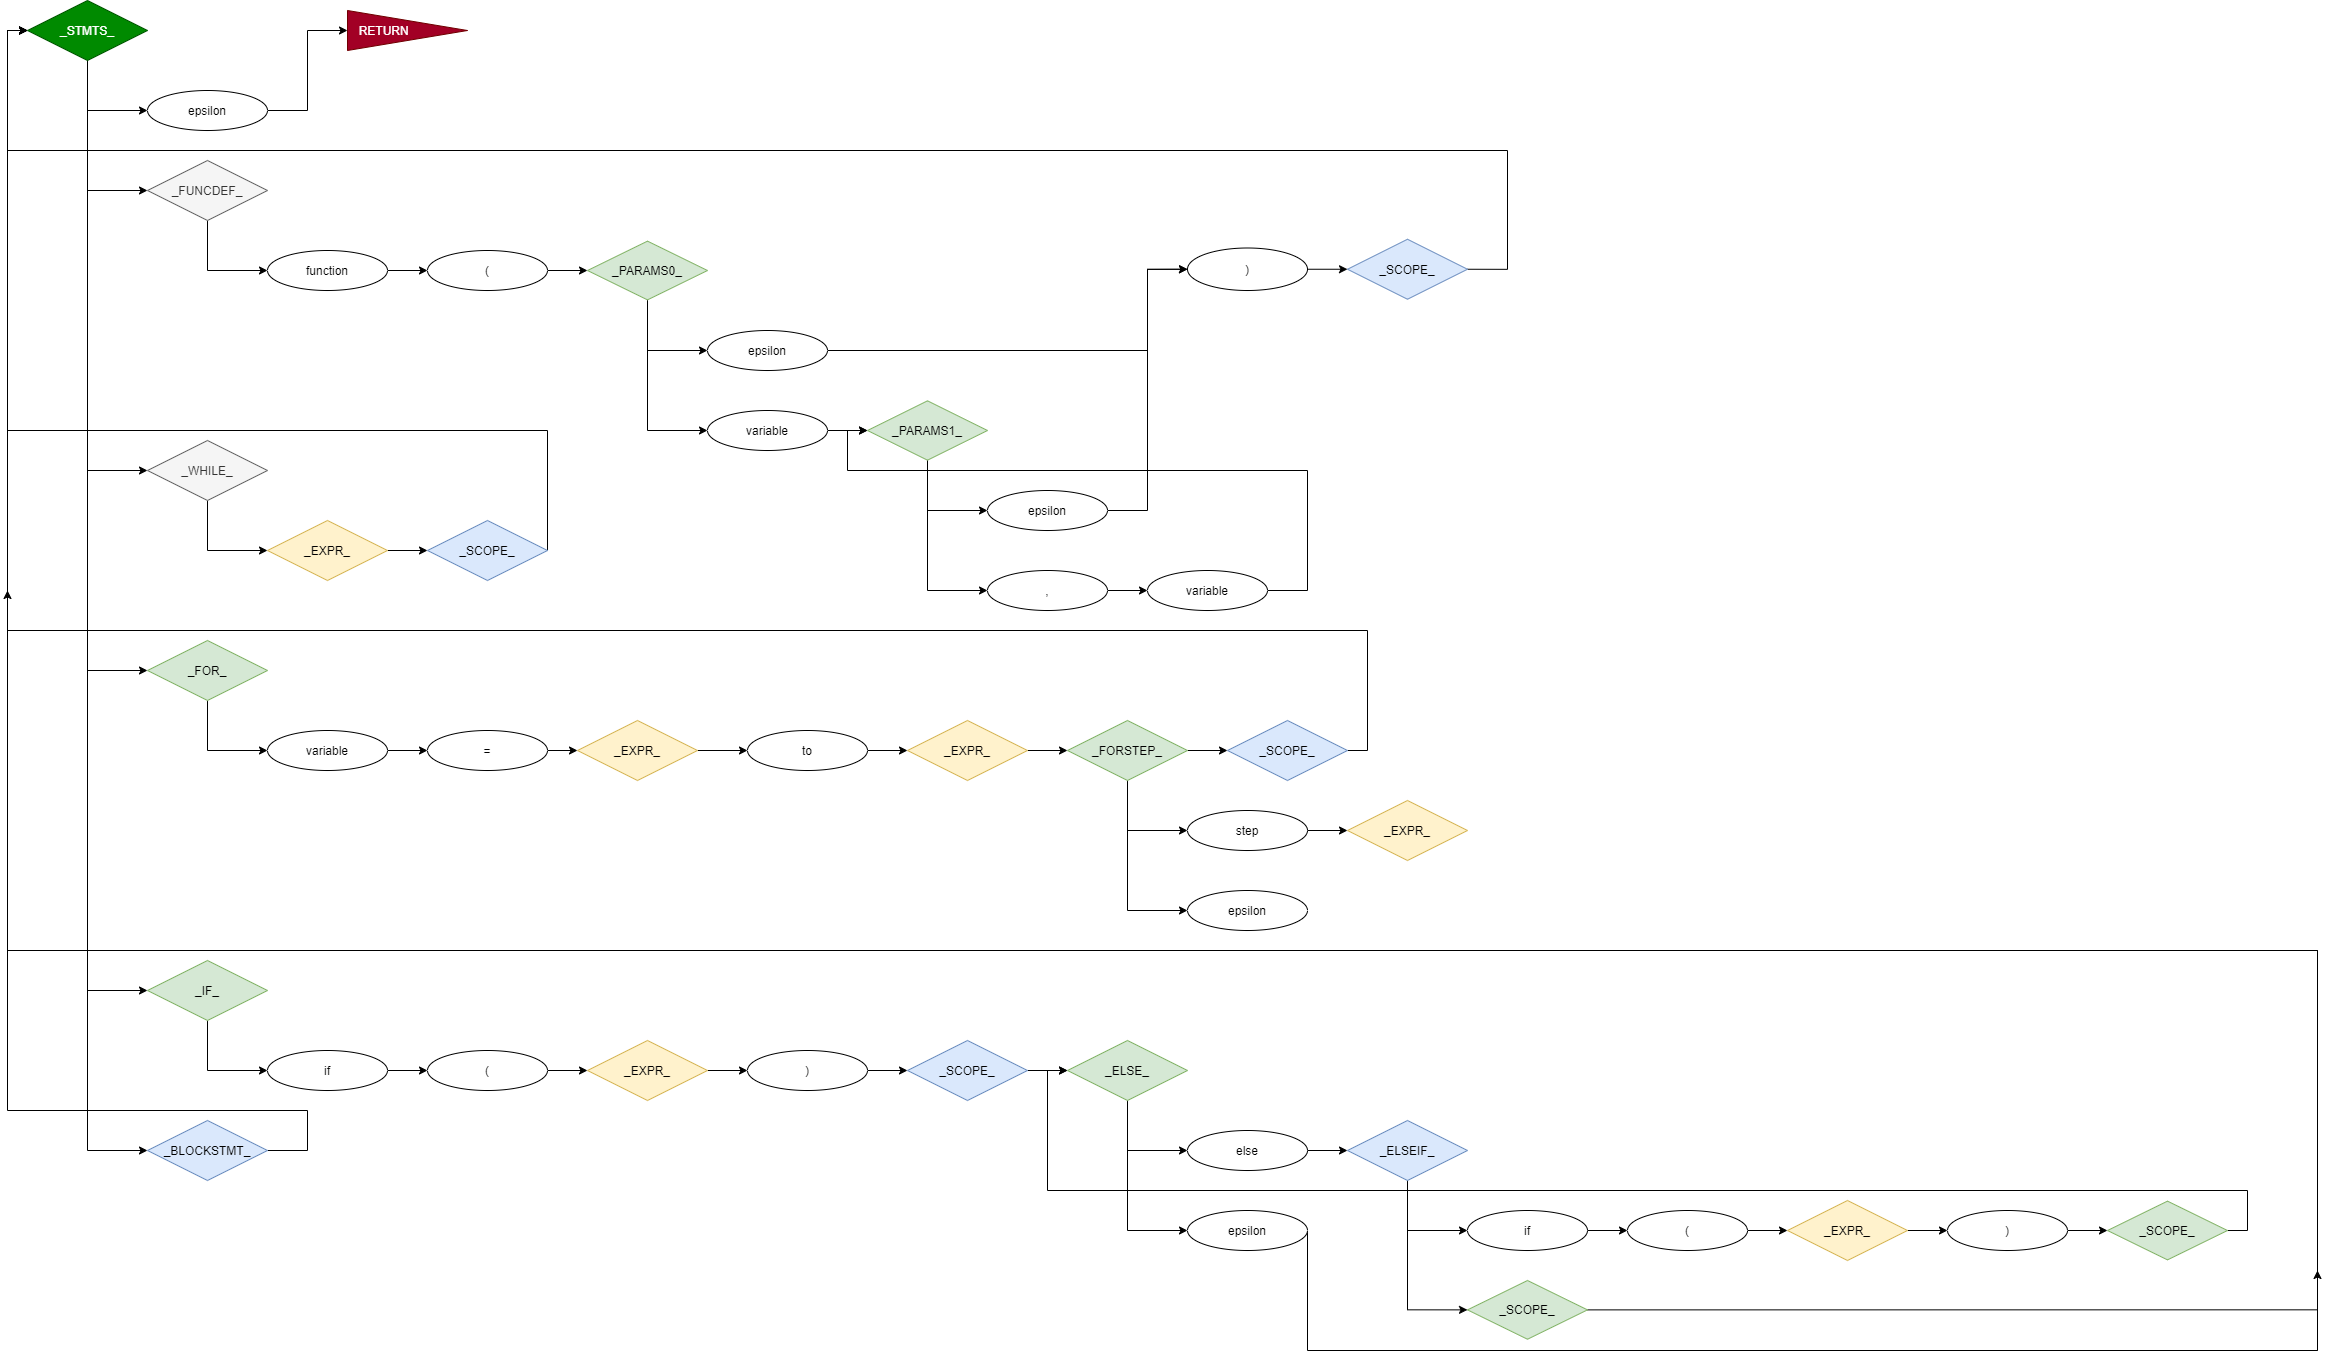 _STMTS_
RETURN
epsilon
_FUNCDEF_
function
(
_PARAMS0_
)
_SCOPE_
epsilon
variable
_PARAMS1_
_WHILE_
epsilon
_EXPR_
_SCOPE_
,
variable
_FOR_
variable
=
_EXPR_
to
_EXPR_
_FORSTEP_
_SCOPE_
step
_EXPR_
epsilon
_IF_
if
(
_EXPR_
)
_SCOPE_
_ELSE_
_BLOCKSTMT_
else
_ELSEIF_
epsilon
if
(
_EXPR_
)
_SCOPE_
_SCOPE_